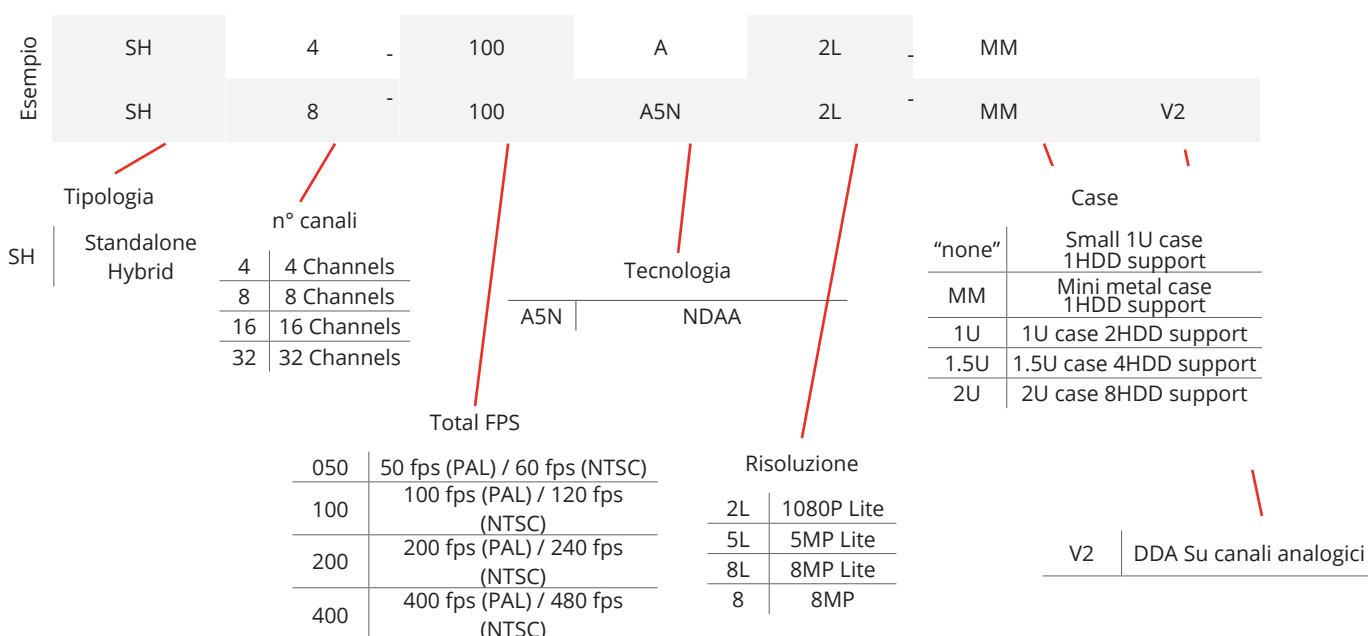 Esempio
SH 4 - 100 A 2L - MM
SH 8 - 100 A5N 2L - MM V2
Tipologia
SH Standalone
Hybrid
n° canali
4 4 Channels
8 8 Channels
16 16 Channels
32 32 Channels
Total FPS
050 50 fps (PAL) / 60 fps (NTSC)
100 100 fps (PAL) / 120 fps
(NTSC)
200 200 fps (PAL) / 240 fps
(NTSC)
400 400 fps (PAL) / 480 fps
(NTSC)
Tecnologia
A5N NDAA
Risoluzione
2L 1080P Lite
5L 5MP Lite
8L 8MP Lite
8 8MP
Case
“none” Small 1U case
1HDD support
MM Mini metal case
1HDD support
1U 1U case 2HDD support
1.5U 1.5U case 4HDD support
2U 2U case 8HDD support
V2 DDA Su canali analogici